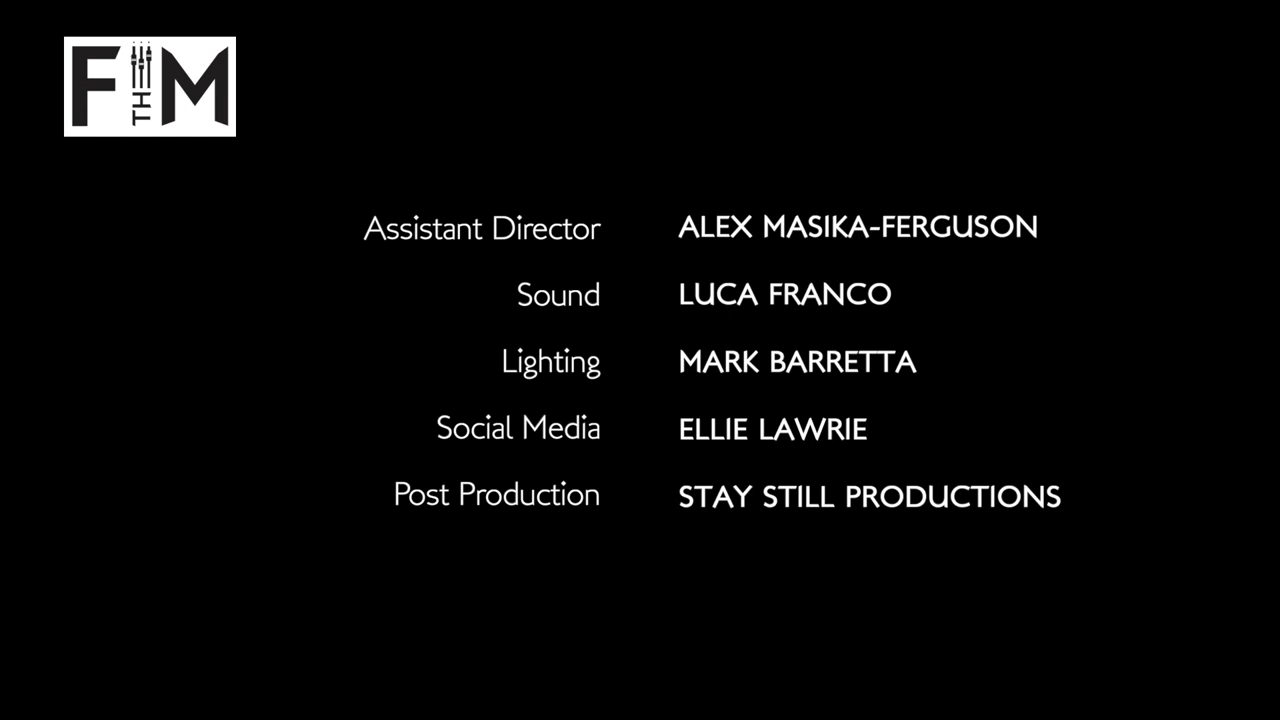 F THE M
Assistant Director ALEX MASIKA-FERGUSON
Sound LUCA FRANCO
Lighting MARK BARRETTA
Social Media ELLIE LAWRIE
Post Production STAY STILL PRODUCTIONS